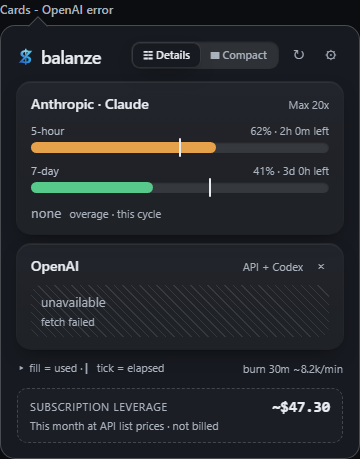 Cards - OpenAI error
balanze
Details
Compact
Anthropic · Claude
Max 20x
5-hour
62% · 2h 0m left
7-day
41% · 3d 0h left
none overage · this cycle
OpenAI
API + Codex ×
unavailable
fetch failed
▸ fill = used · | tick = elapsed
burn 30m ~8.2k/min
SUBSCRIPTION LEVERAGE
~$47.30
This month at API list prices · not billed